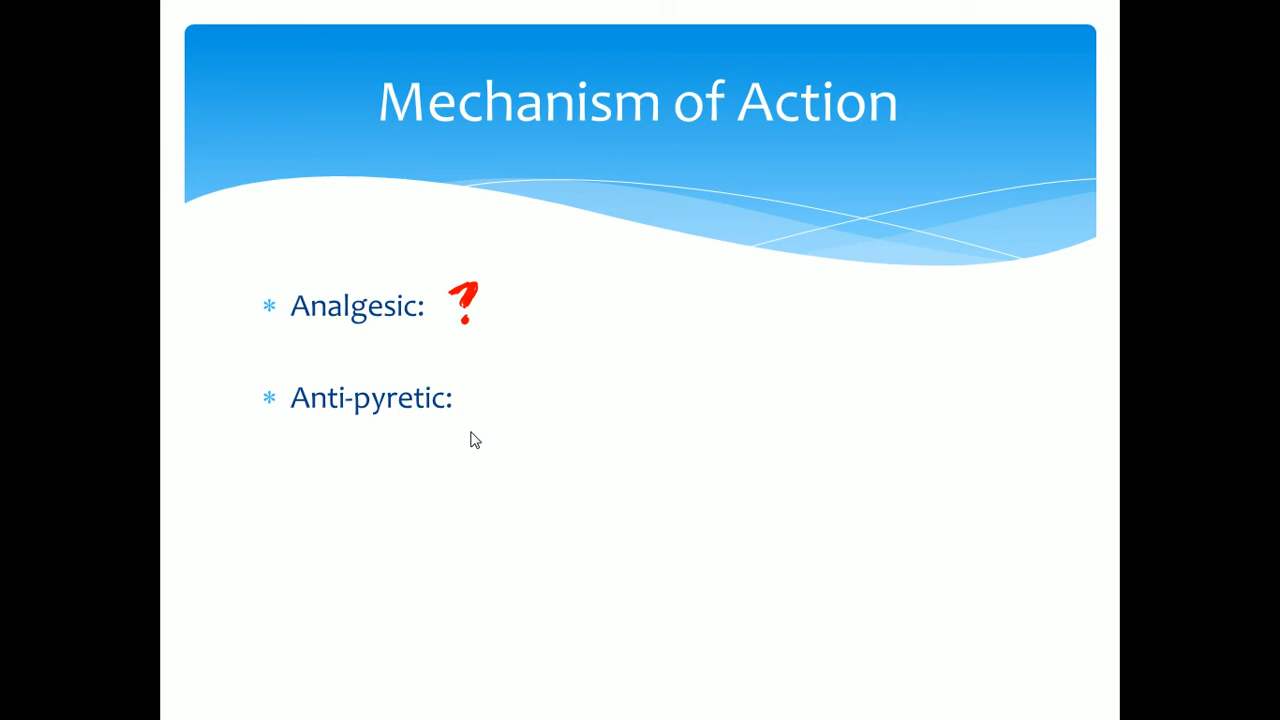 Mechanism of Action
* Analgesic: ?
* Anti-pyretic: